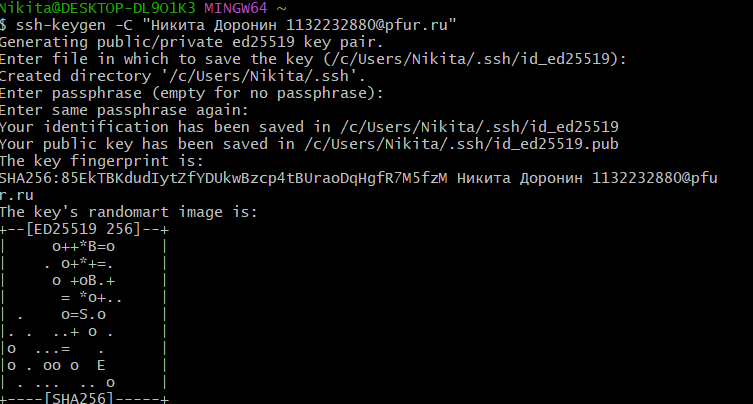 Nikita@DESKTOP-DL9O1K3 MINGW64 ~
$ ssh-keygen -C "Никита Доронин 1132232880@pfur.ru"
Generating public/private ed25519 key pair.
Enter file in which to save the key (/c/Users/Nikita/.ssh/id_ed25519):
Created directory '/c/Users/Nikita/.ssh'.
Enter passphrase (empty for no passphrase):
Enter same passphrase again:
Your identification has been saved in /c/Users/Nikita/.ssh/id_ed25519
Your public key has been saved in /c/Users/Nikita/.ssh/id_ed25519.pub
The key fingerprint is:
SHA256:85EkTBKdudIytZfYDUkwBzcp4tBUraoDqHgfR7M5fzM Никита Доронин 1132232880@pfu
r.ru
The key's randomart image is:
+--[ED25519 256]--+
|     o++*B=o     |
|    . o+*+=.     |
|     o +oB.+     |
|      = *o+..    |
| .    o=S.o      |
|. .  ..+ o .     |
|o  ...=   .      |
|o . oo o  E      |
| . ...  .. o     |
+----[SHA256]-----+